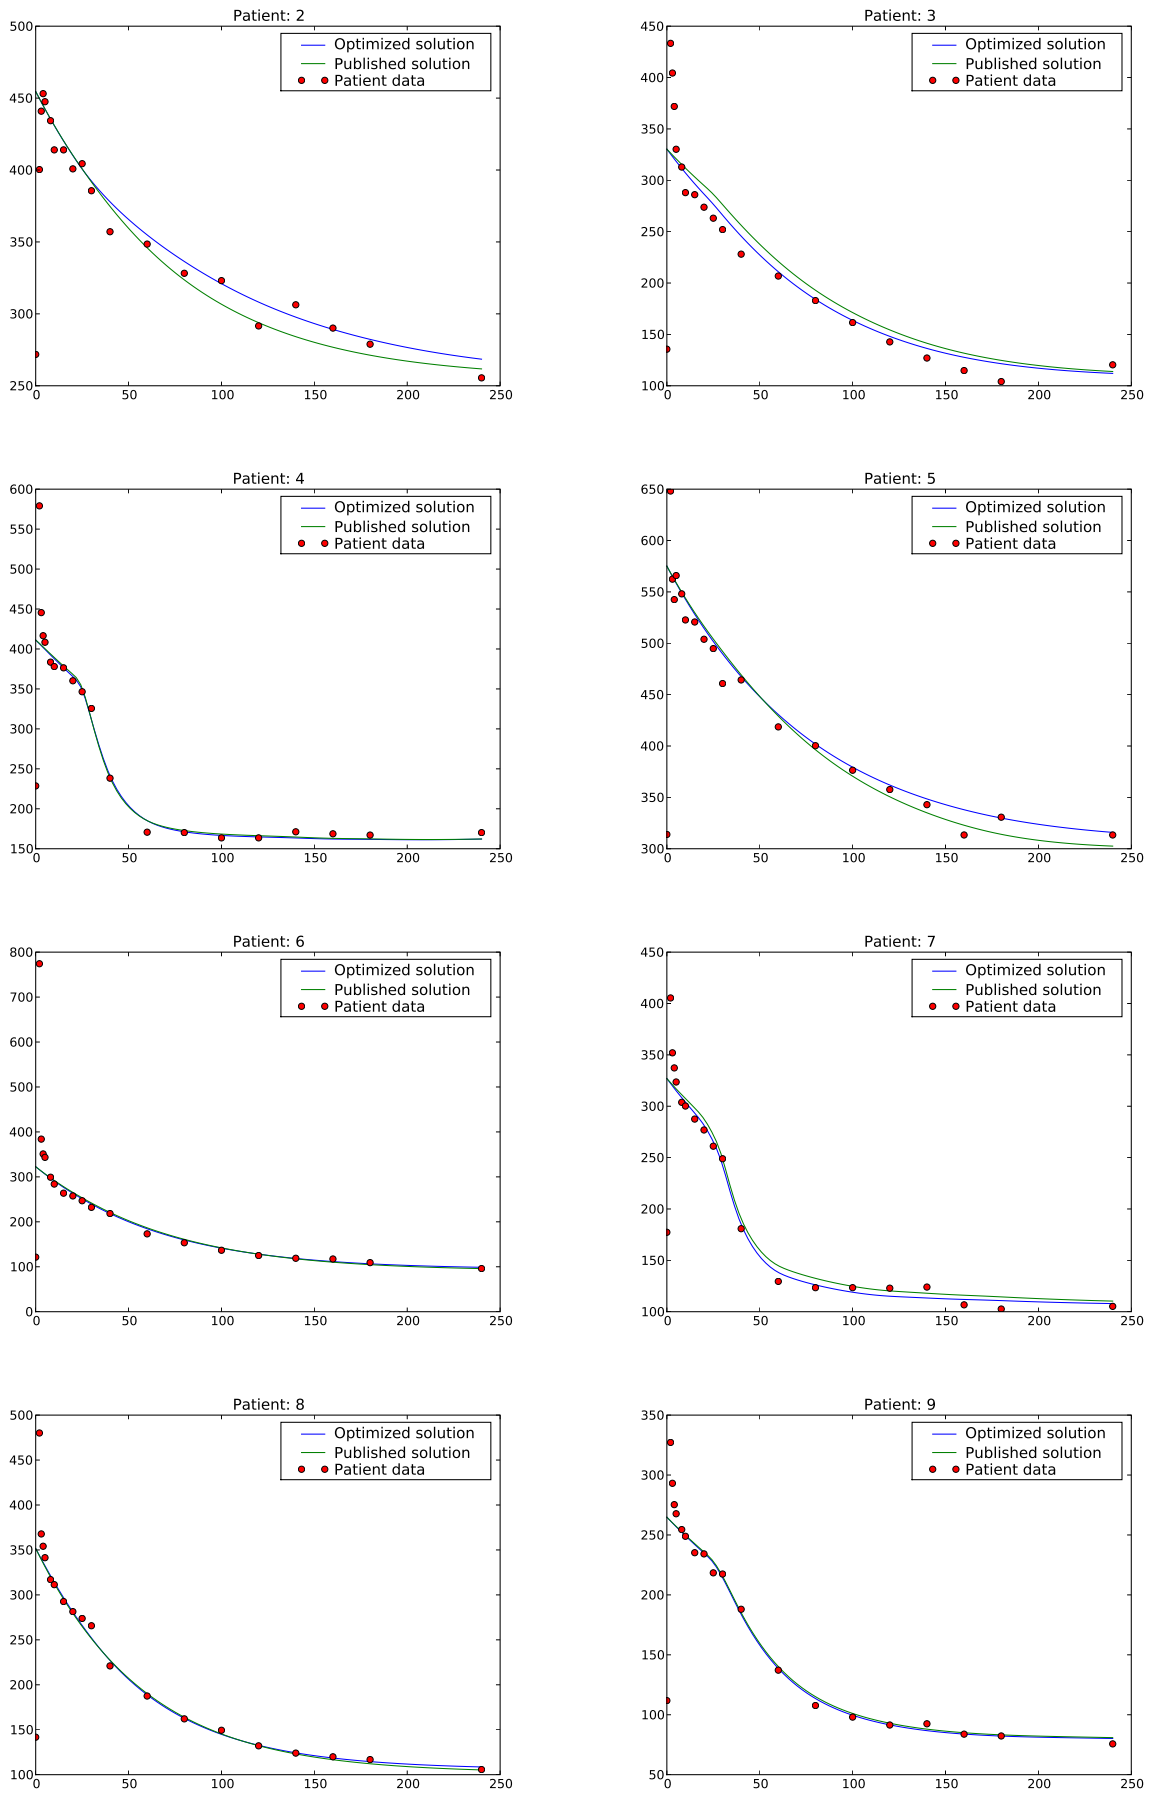 Patient: 2
500
450
400
350
300
250
0 50 100 150 200 250
Optimized solution
Published solution
Patient data
Patient: 3
450
400
350
300
250
200
150
100
0 50 100 150 200 250
Optimized solution
Published solution
Patient data
Patient: 4
600
550
500
450
400
350
300
250
200
150
0 50 100 150 200 250
Optimized solution
Published solution
Patient data
Patient: 5
650
600
550
500
450
400
350
300
0 50 100 150 200 250
Optimized solution
Published solution
Patient data
Patient: 6
800
700
600
500
400
300
200
100
0
0 50 100 150 200 250
Optimized solution
Published solution
Patient data
Patient: 7
450
400
350
300
250
200
150
100
0 50 100 150 200 250
Optimized solution
Published solution
Patient data
Patient: 8
500
450
400
350
300
250
200
150
100
0 50 100 150 200 250
Optimized solution
Published solution
Patient data
Patient: 9
350
300
250
200
150
100
50
0 50 100 150 200 250
Optimized solution
Published solution
Patient data